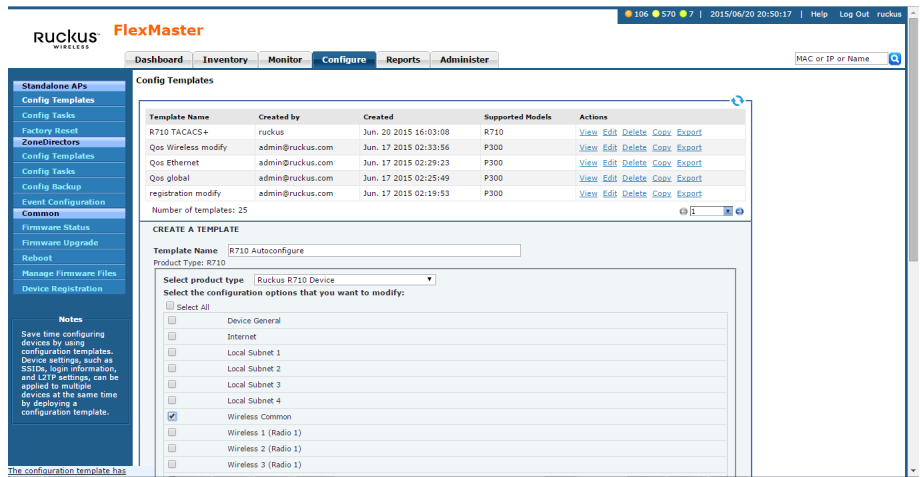 106 570 7 | 2015/06/20 20:50:17 | Help Log Out ruckus
RUCKUS WIRELESS FlexMaster
Dashboard Inventory Monitor Configure Reports Administer
MAC or IP or Name
Standalone APs
Config Templates
Config Tasks
Factory Reset
ZoneDirectors
Config Templates
Config Tasks
Config Backup
Event Configuration
Common
Firmware Status
Firmware Upgrade
Reboot
Manage Firmware Files
Device Registration
Notes
Save time configuring
devices by using
configuration templates.
Device settings, such as
SSIDs, login information,
and L2TP settings, can be
applied to multiple
devices at the same time
by deploying a
configuration template.
The configuration template has
Config Templates
Template Name Created by Created Supported Models Actions
R710 TACACS+ ruckus Jun. 20 2015 16:03:08 R710 View Edit Delete Copy Export
Qos Wireless modify admin@ruckus.com Jun. 17 2015 02:33:56 P300 View Edit Delete Copy Export
Qos Ethernet admin@ruckus.com Jun. 17 2015 02:29:23 P300 View Edit Delete Copy Export
Qos global admin@ruckus.com Jun. 17 2015 02:25:49 P300 View Edit Delete Copy Export
registration modify admin@ruckus.com Jun. 17 2015 02:19:53 P300 View Edit Delete Copy Export
Number of templates: 25 1
CREATE A TEMPLATE
Template Name R710 Autoconfigure
Product Type: R710
Select product type Ruckus R710 Device
Select the configuration options that you want to modify:
Select All
Device General
Internet
Local Subnet 1
Local Subnet 2
Local Subnet 3
Local Subnet 4
Wireless Common
Wireless 1 (Radio 1)
Wireless 2 (Radio 1)
Wireless 3 (Radio 1)